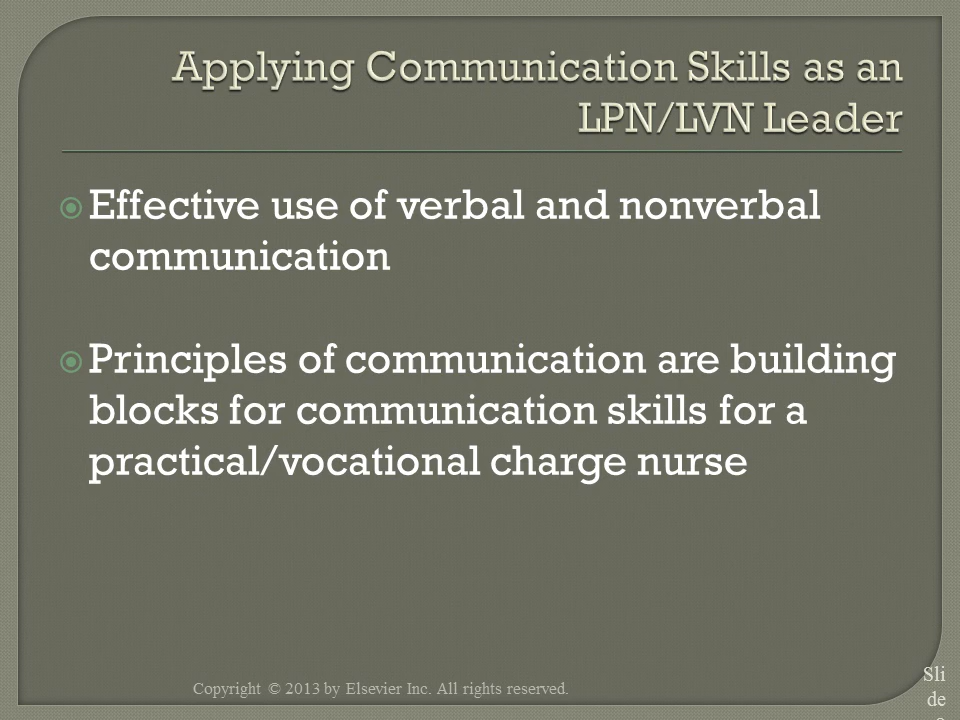 Applying Communication Skills as an
LPN/LVN Leader
Effective use of verbal and nonverbal
communication
Principles of communication are building
blocks for communication skills for a
practical/vocational charge nurse
Copyright © 2013 by Elsevier Inc. All rights reserved.
Sli
de